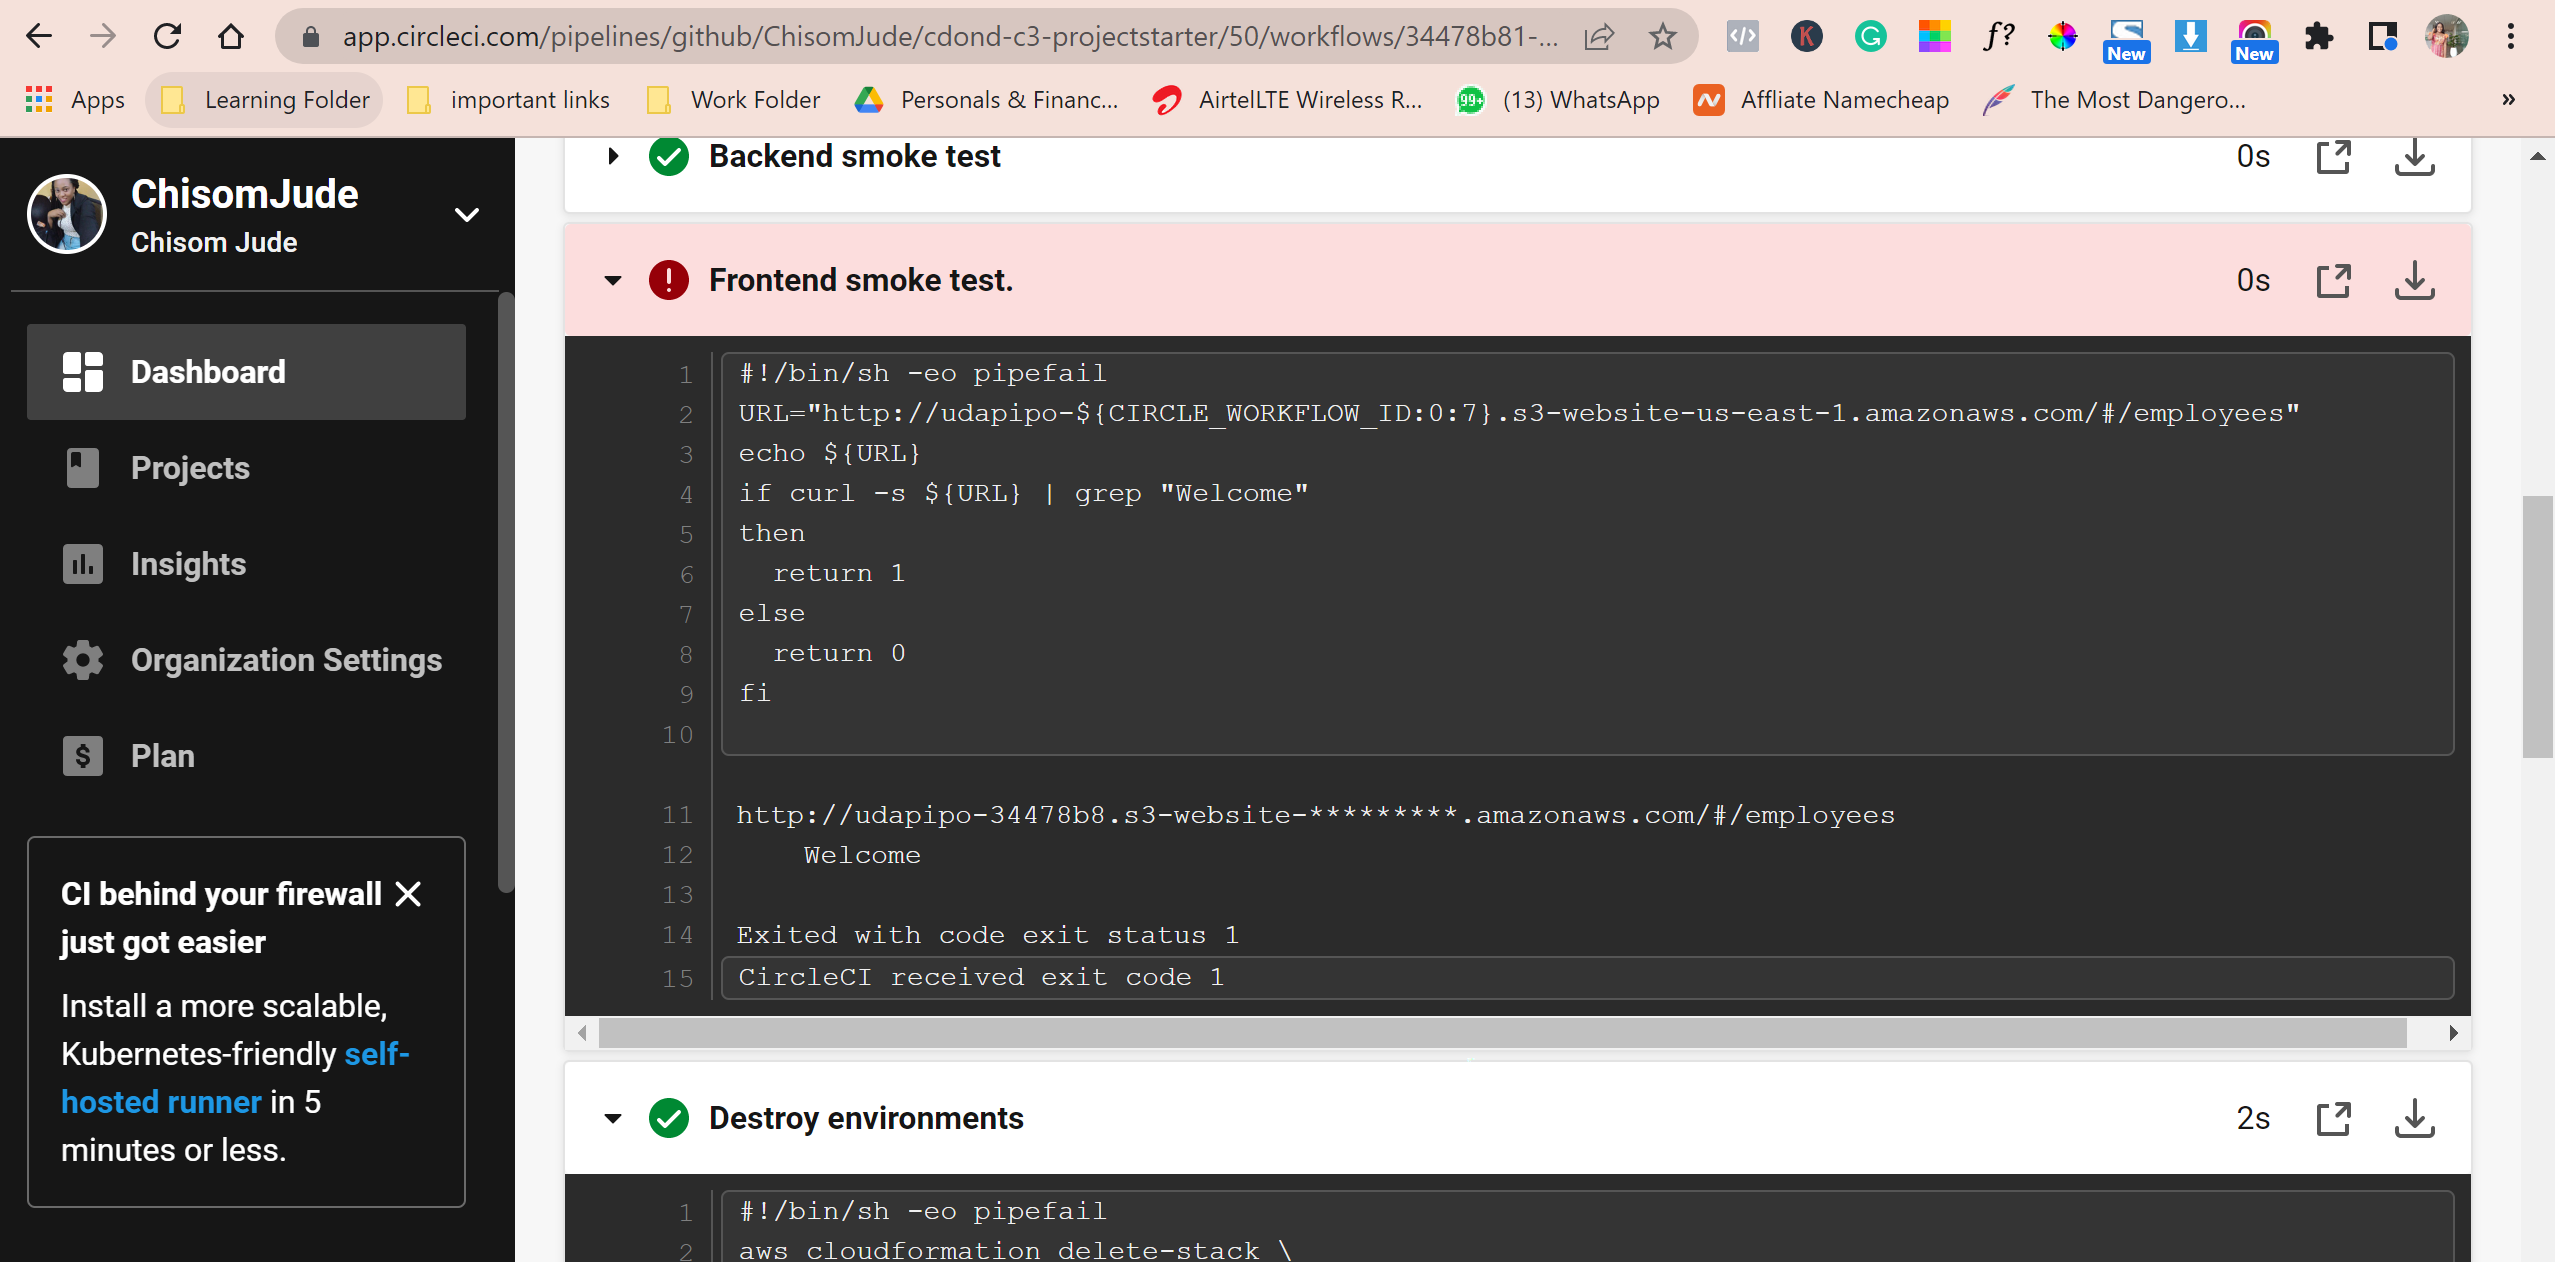 app.circleci.com/pipelines/github/ChisomJude/cdond-c3-projectstarter/50/workflows/34478b81-...
</>
K
G
f?
New
New
Apps
Learning Folder
important links
Work Folder
Personals & Financ...
AirtelLTE Wireless R...
99+
(13) WhatsApp
Affliate Namecheap
The Most Dangero...
»
ChisomJude
Chisom Jude
Dashboard
Projects
Insights
Organization Settings
$
Plan
CI behind your firewall
just got easier
Install a more scalable,
Kubernetes-friendly self-
hosted runner in 5
minutes or less.
Backend smoke test
0s
Frontend smoke test.
0s
1 #!/bin/sh -eo pipefail
2 URL="http://udapipo-${CIRCLE_WORKFLOW_ID:0:7}.s3-website-us-east-1.amazonaws.com/#/employees"
3 echo ${URL}
4 if curl -s ${URL} | grep "Welcome"
5 then
6   return 1
7 else
8   return 0
9 fi
10
11 http://udapipo-34478b8.s3-website-*********.amazonaws.com/#/employees
12     Welcome
13
14 Exited with code exit status 1
15 CircleCI received exit code 1
Destroy environments
2s
1 #!/bin/sh -eo pipefail
2 aws cloudformation delete-stack \